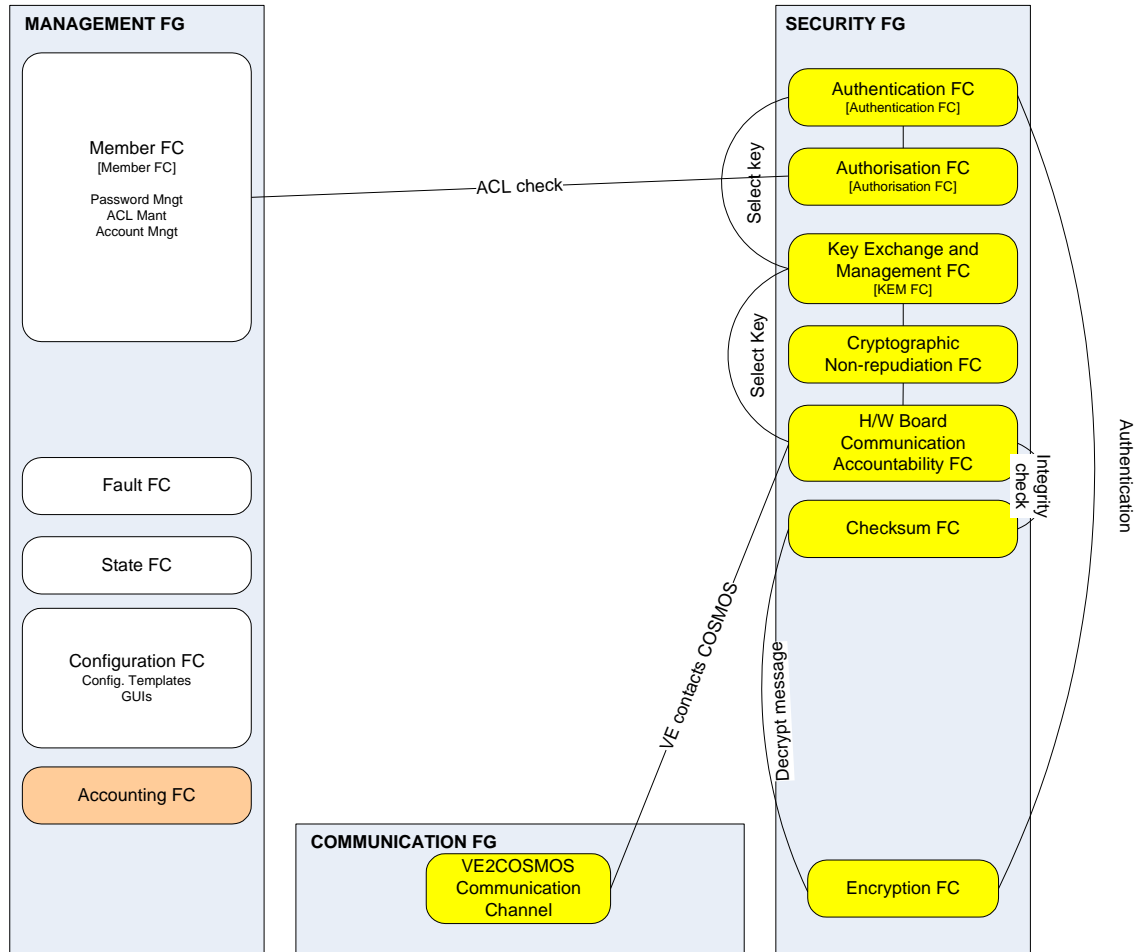 MANAGEMENT FG
Member FC
[Member FC]
Password Mngt
ACL Mant
Account Mngt
Fault FC
State FC
Configuration FC
Config. Templates
GUIs
Accounting FC
ACL check
COMMUNICATION FG
VE2COSMOS
Communication
Channel
VE contacts COSMOS
SECURITY FG
Authentication FC
[Authentication FC]
Authorisation FC
[Authorisation FC]
Select key
Key Exchange and
Management FC
[KEM FC]
Select Key
Cryptographic
Non-repudiation FC
H/W Board
Communication
Accountability FC
Integrity
check
Checksum FC
Decrypt message
Encryption FC
Authentication